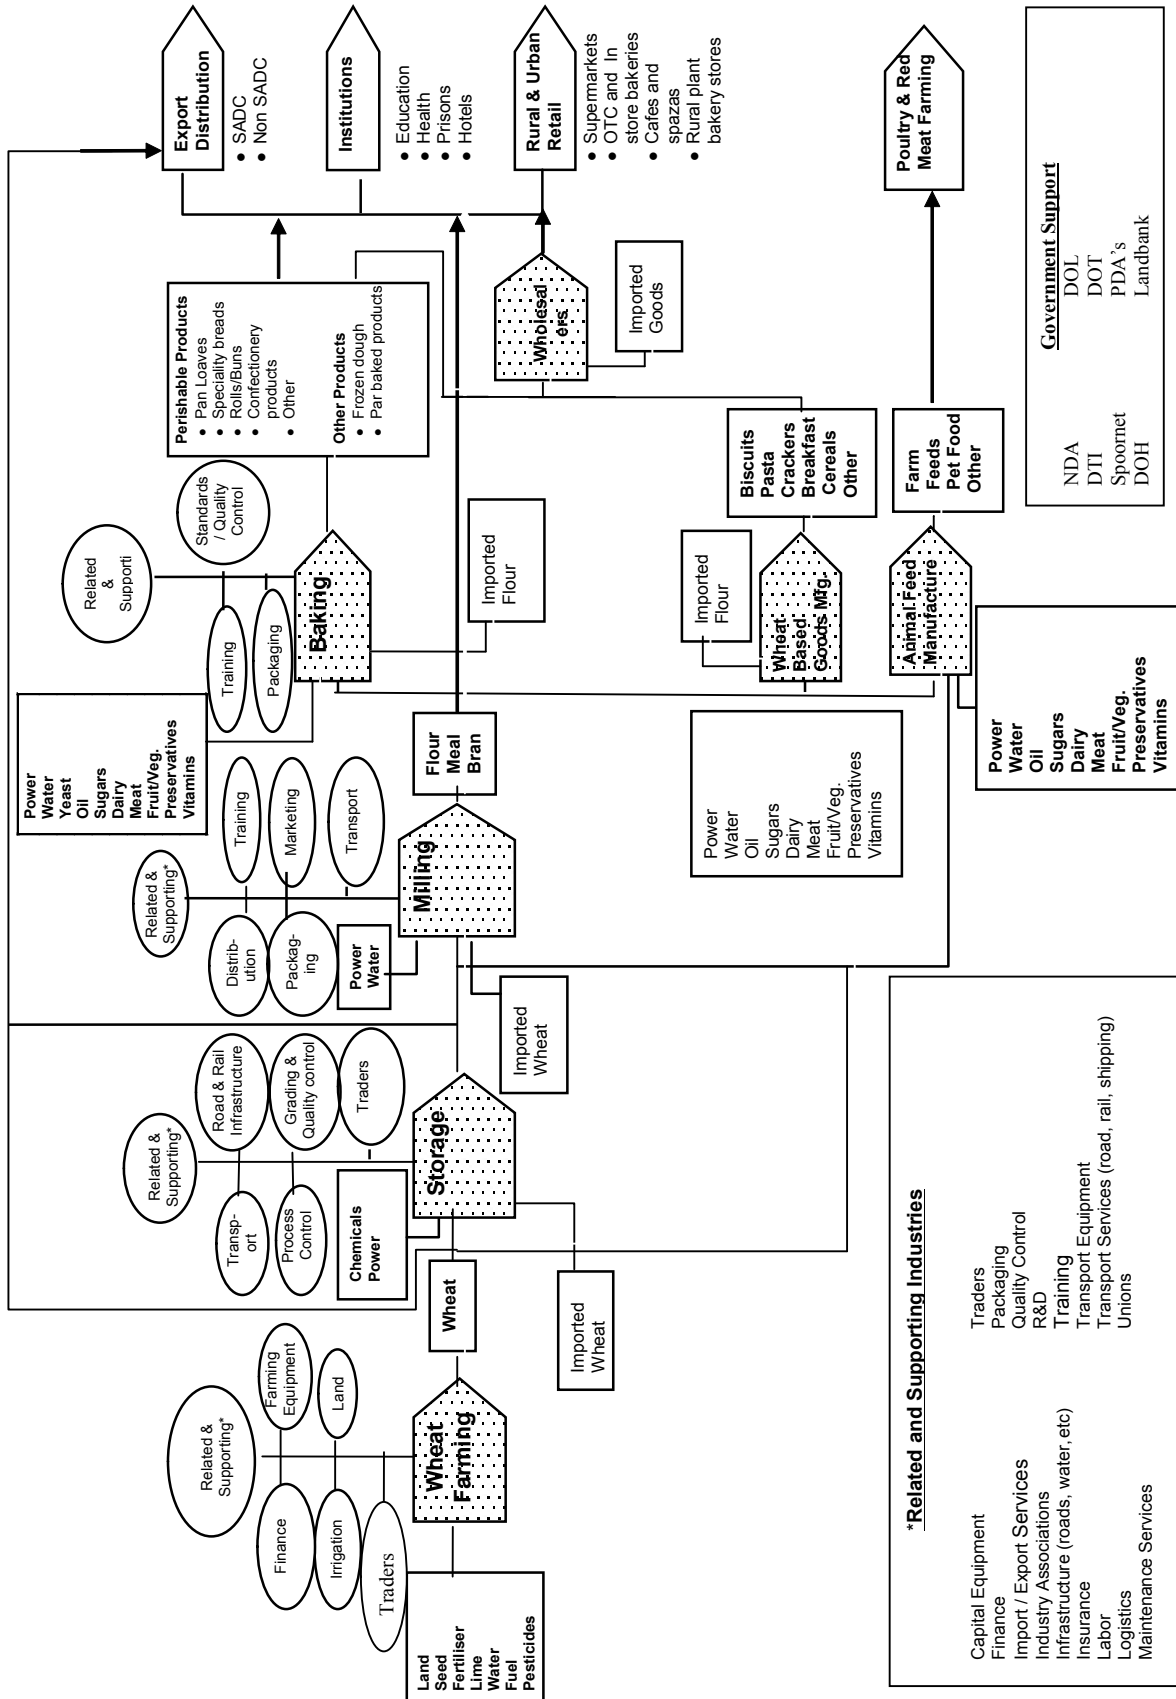 Land
Seed
Fertiliser
Lime
Water
Fuel
Pesticides
Finance
Irrigation
Traders
Related &
Supporting*
Farming
Equipment
Land
Wheat
Farming
Wheat
Imported
Wheat
Chemicals
Power
Transp-
ort
Process
Control
Related &
Supporting*
Road & Rail
Infrastructure
Grading &
Quality control
Traders
Storage
Imported
Wheat
Power
Water
Distrib-
ution
Packag-
ing
Related &
Supporting*
Training
Marketing
Transport
Milling
Flour
Meal
Bran
Power
Water
Yeast
Oil
Sugars
Dairy
Meat
Fruit/Veg.
Preservatives
Vitamins
Training
Packaging
Related
&
Supporti
Standards
/ Quality
Control
Baking
Imported
Flour
Perishable Products
• Pan Loaves
• Speciality breads
• Rolls/Buns
• Confectionery
products
• Other
Other Products
• Frozen dough
• Par baked products
Wholesal
ers
Imported
Goods
Export
Distribution
• SADC
• Non SADC
Institutions
• Education
• Health
• Prisons
• Hotels
Rural & Urban
Retail
• Supermarkets
• OTC and In
store bakeries
• Cafes and
spazas
• Rural plant
bakery stores
Power
Water
Oil
Sugars
Dairy
Meat
Fruit/Veg.
Preservatives
Vitamins
Imported
Flour
Wheat
Based
Goods Mfg.
Biscuits
Pasta
Crackers
Breakfast
Cereals
Other
Power
Water
Oil
Sugars
Dairy
Meat
Fruit/Veg.
Preservatives
Vitamins
Animal Feed
Manufacture
Farm
Feeds
Pet Food
Other
Poultry & Red
Meat Farming
*Related and Supporting Industries
Capital Equipment
Finance
Import / Export Services
Industry Associations
Infrastructure (roads, water,etc)
Insurance
Labor
Logistics
Maintenance Services
Traders
Packaging
Quality Control
R&D
Training
Transport Equipment
Transport Services (road, rail, shipping)
Unions
Government Support
NDA
DTI
Spoornet
DOH
DOL
DOT
PDA's
Landbank